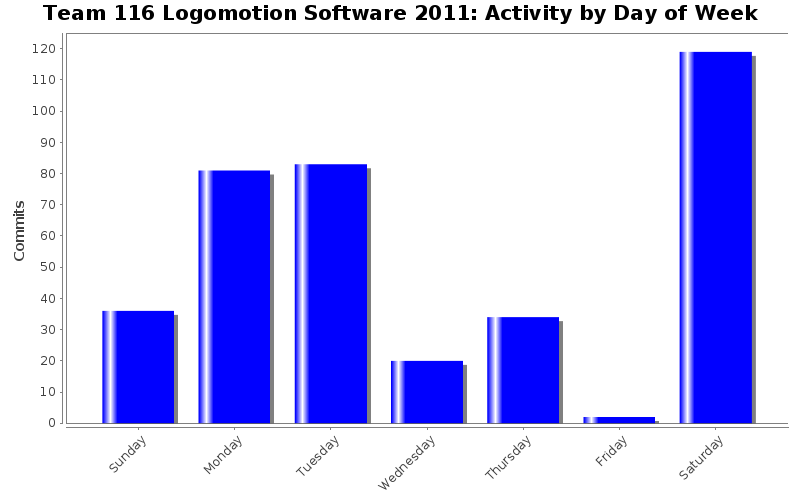 Team 116 Logomotion Software 2011: Activity by Day of Week
Commits
120
110
100
90
80
70
60
50
40
30
20
10
0
Sunday
Monday
Tuesday
Wednesday
Thursday
Friday
Saturday